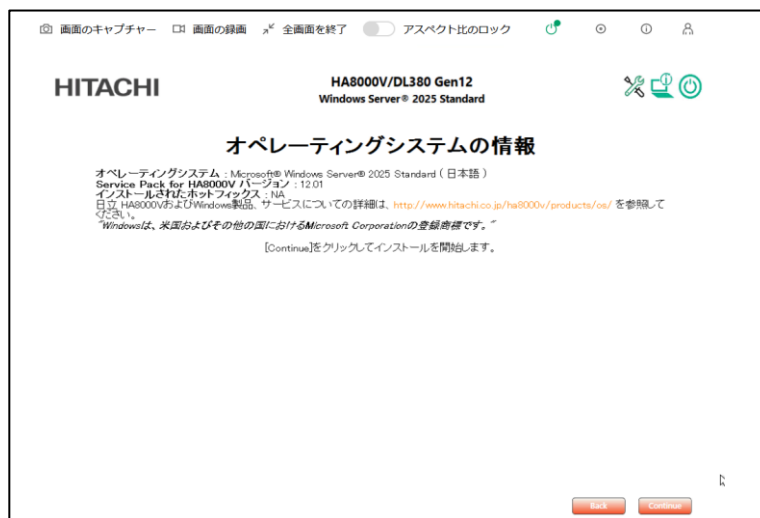 画面のキャプチャー 画面の録画 全画面を終了 アスペクト比のロック
HITACHI
HA8000V/DL380 Gen12
Windows Server® 2025 Standard
オペレーティングシステムの情報
オペレーティングシステム : Microsoft® Windows Server® 2025 Standard ( 日本語 )
Service Pack for HA8000V バージョン : 12.01
インストールされたホットフィックス : NA
日立 HA8000VおよびWindows製品、サービスについての詳細は、http://www.hitachi.co.jp/ha8000v/products/os/ を参照して
ください。
"Windowsは、米国およびその他の国におけるMicrosoft Corporationの登録商標です。"
[Continue]をクリックしてインストールを開始します。
Back Continue